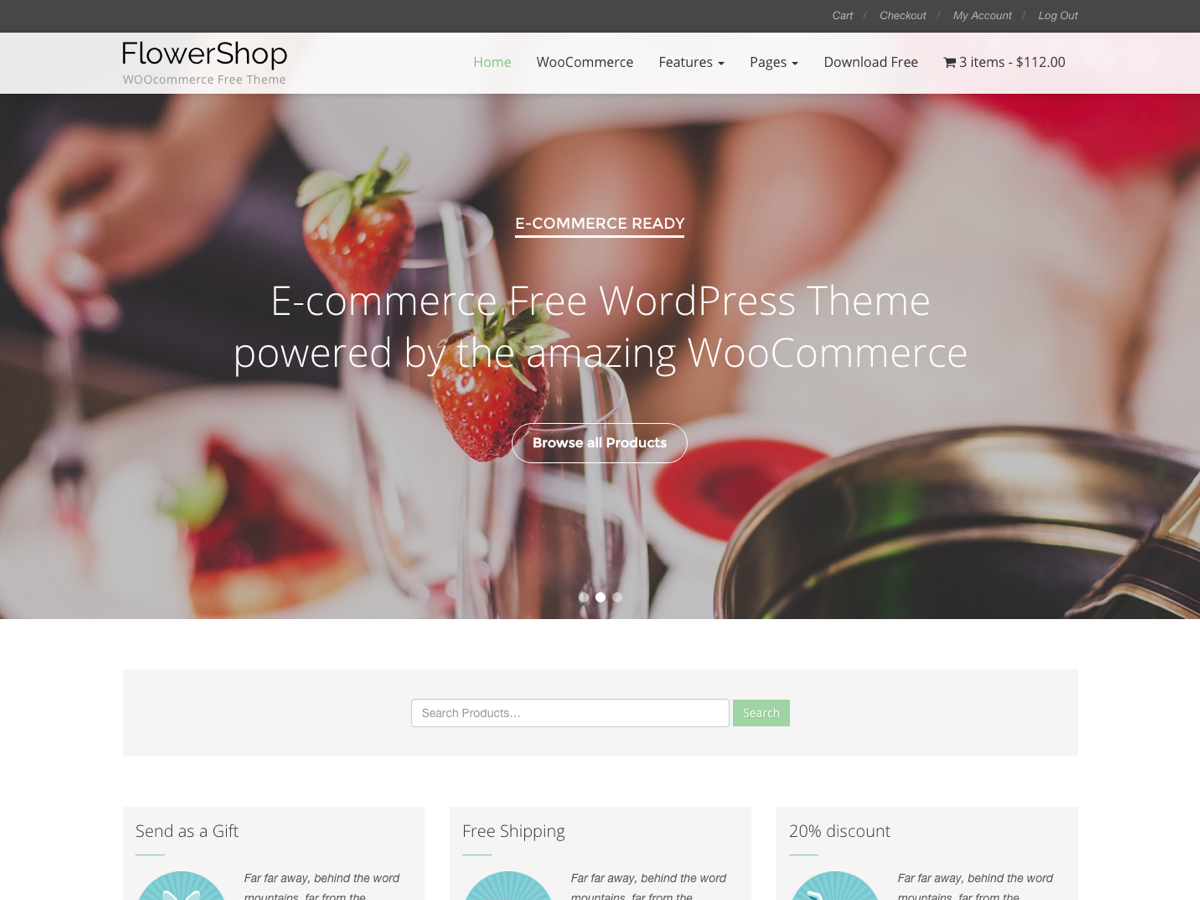 Cart / Checkout / My Account / Log Out
FlowerShop
WOOcommerce Free Theme
Home WooCommerce Features Pages Download Free 3 items - $112.00
E-COMMERCE READY
E-commerce Free WordPress Theme
powered by the amazing WooCommerce
Browse all Products
Search Products... Search
Send as a Gift
Far far away, behind the word
mountains, far from the
Free Shipping
Far far away, behind the word
mountains, far from the
20% discount
Far far away, behind the word
mountains, far from the